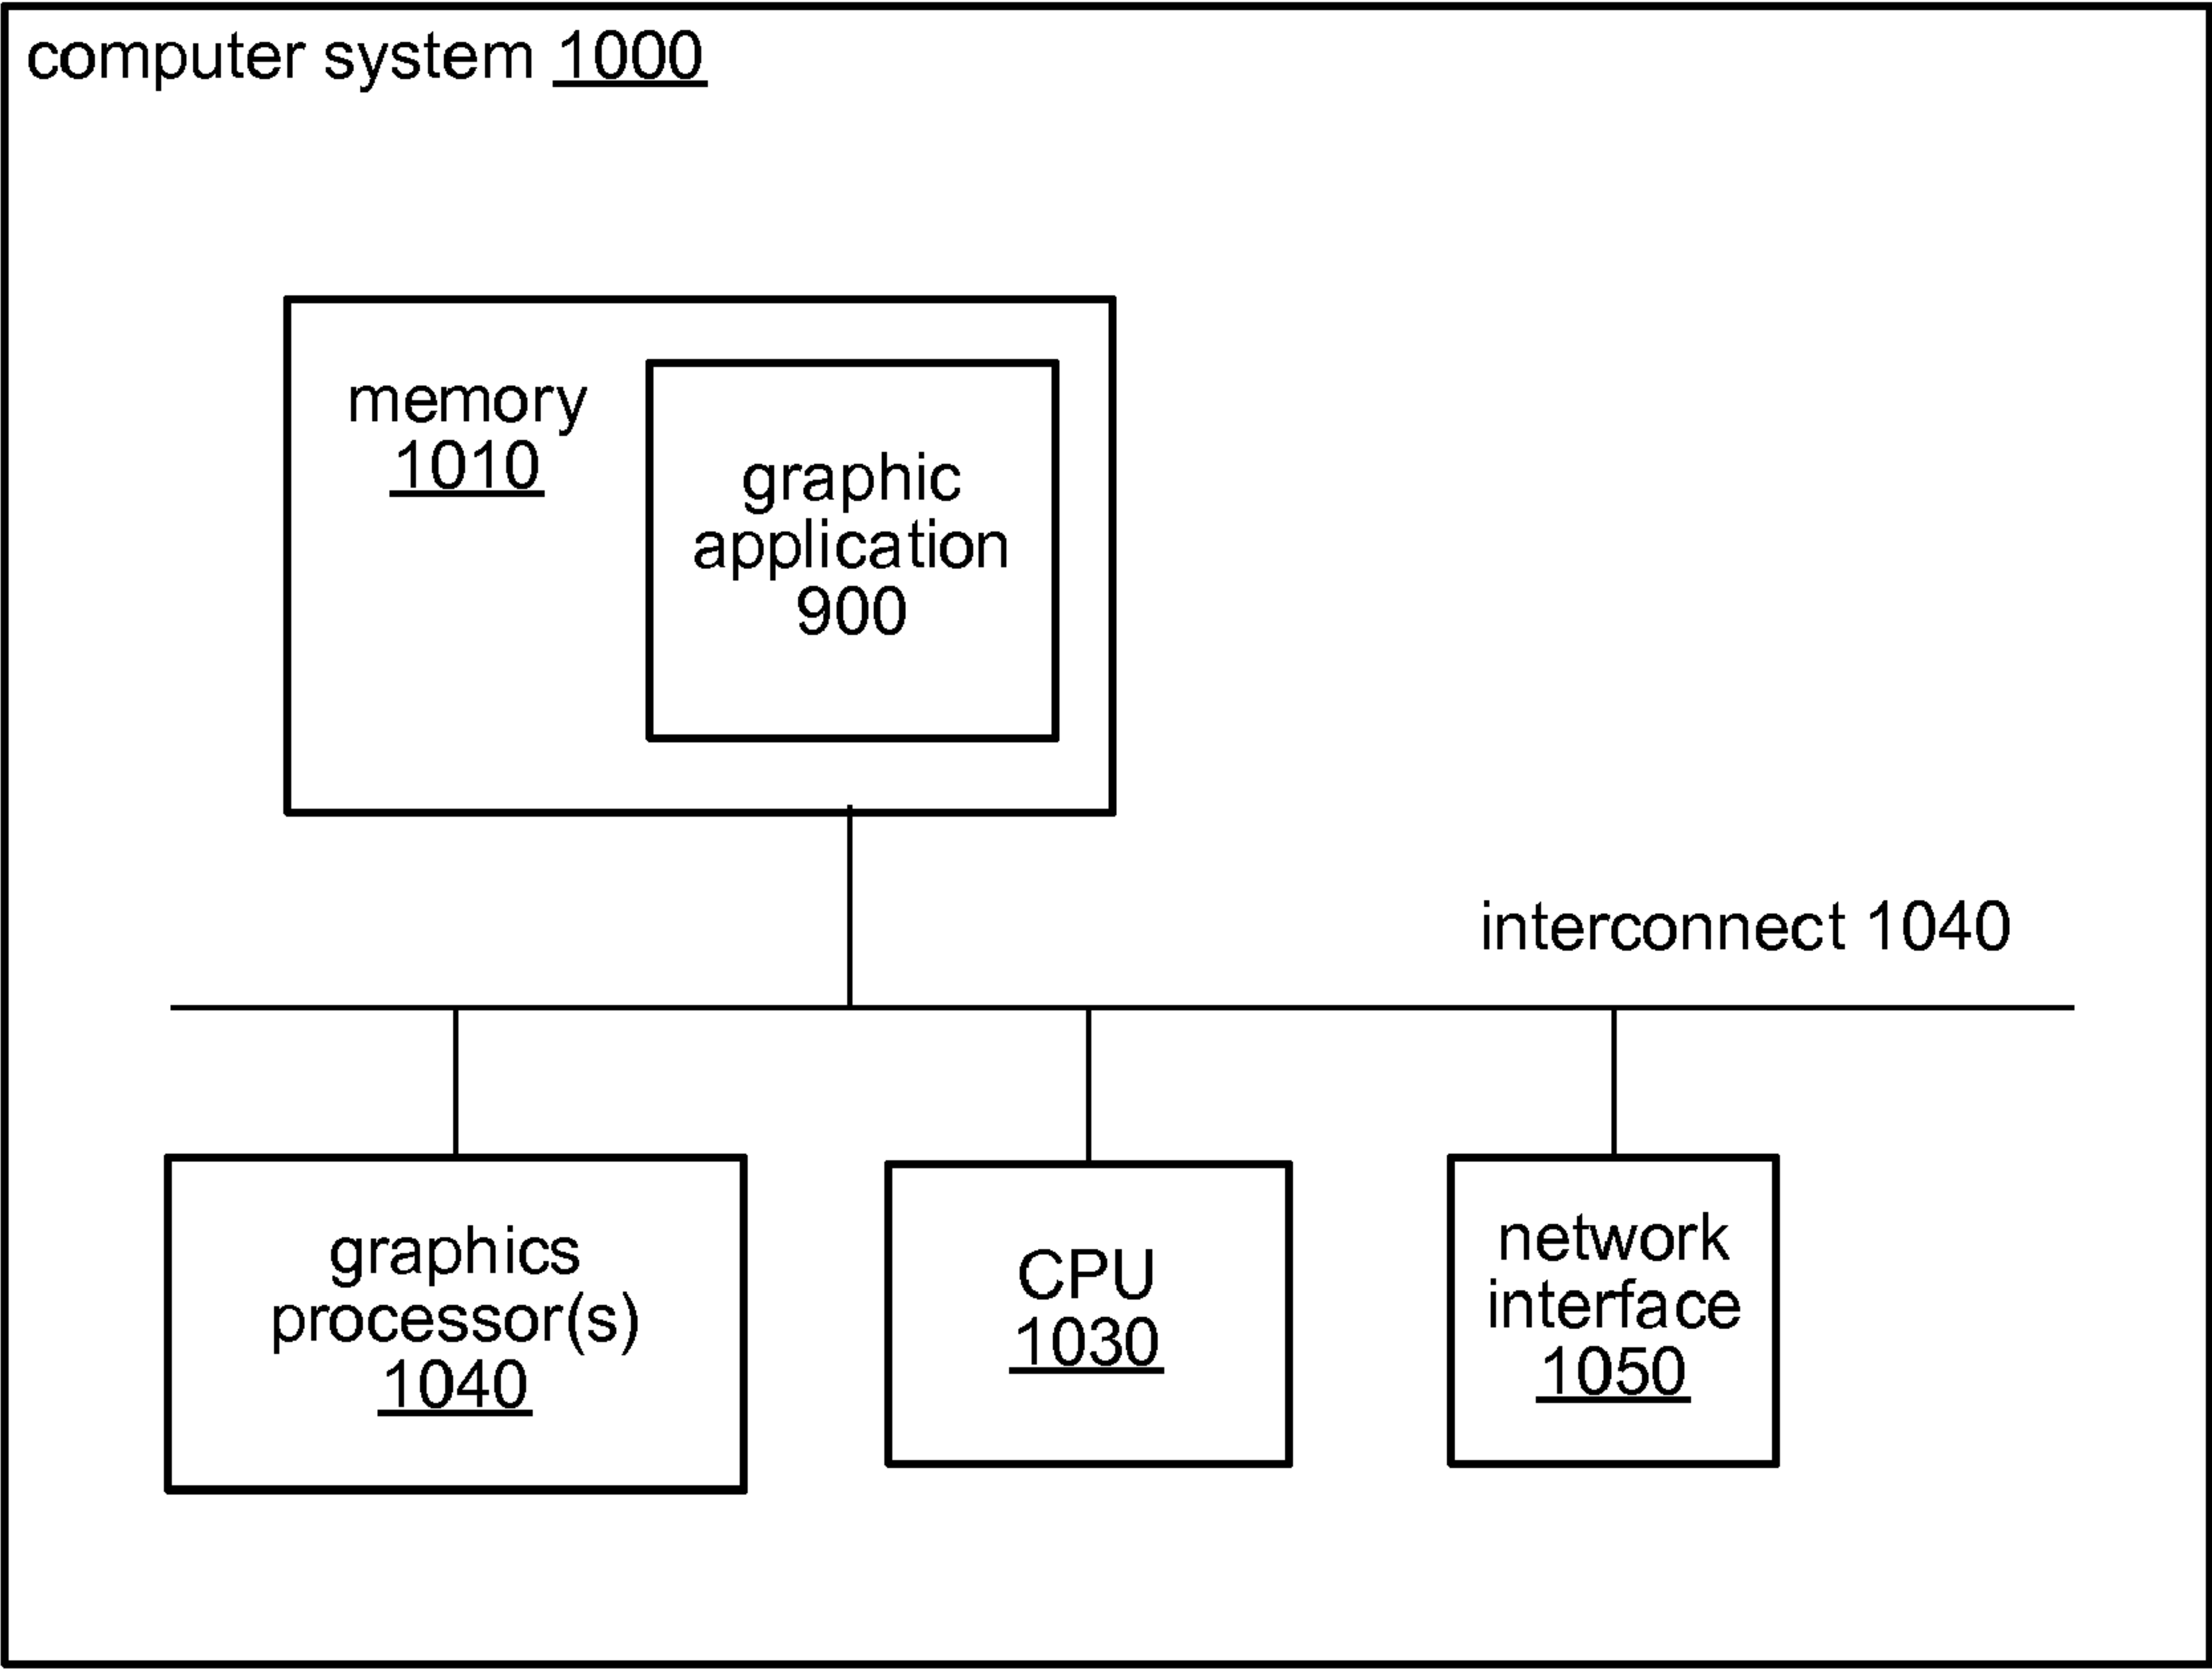 computer system 1000
memory
1010
graphic
application
900
interconnect 1040
graphics
processor(s)
1040
CPU
1030
network
interface
1050